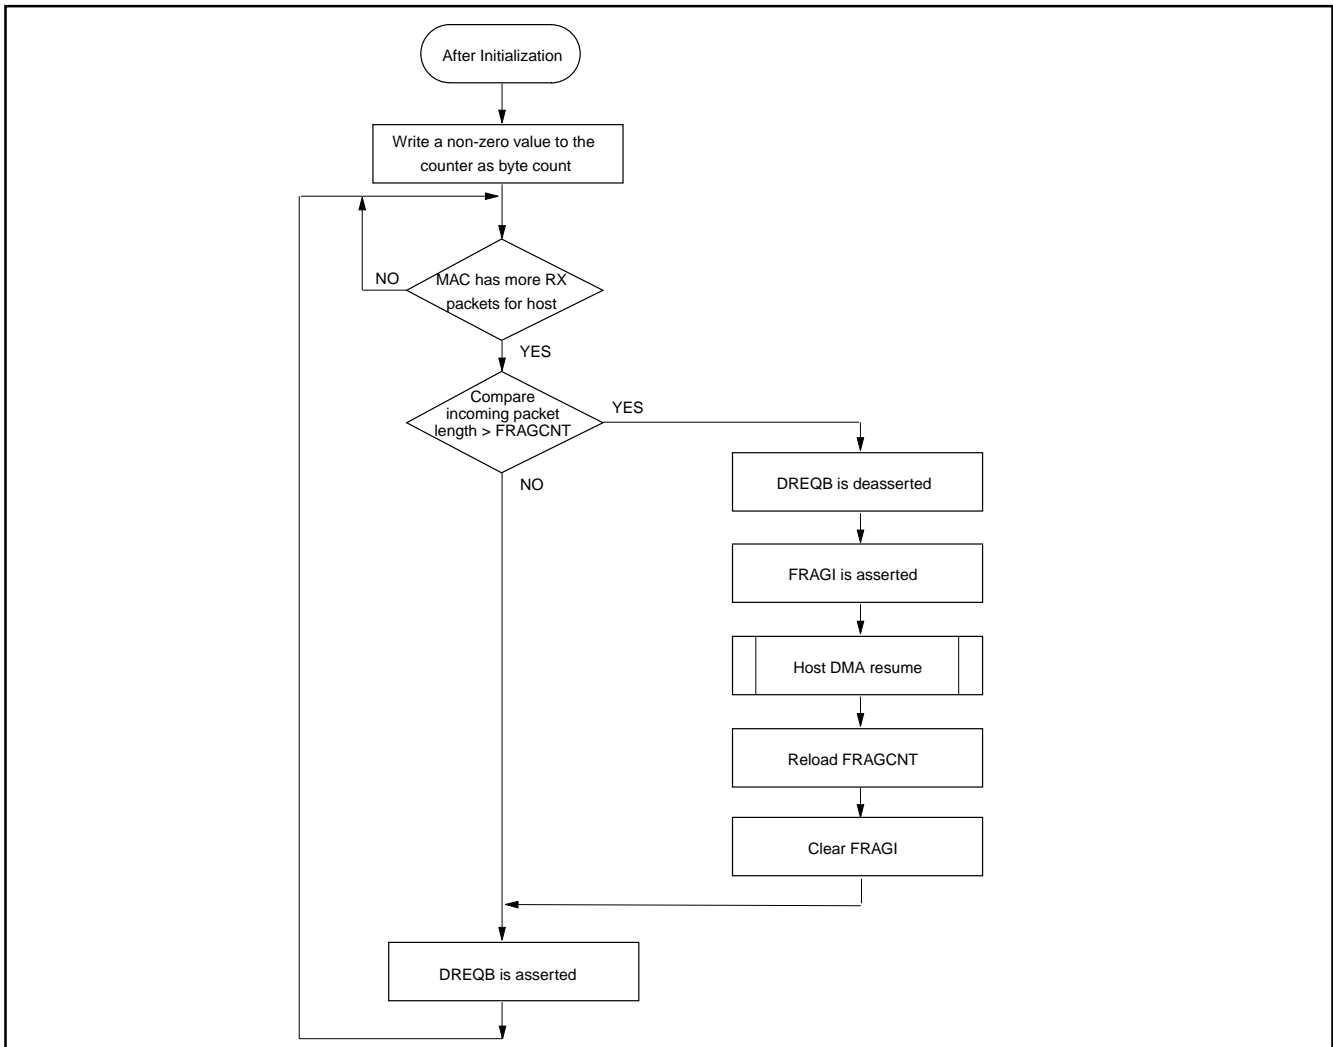 After Initialization
Write a non-zero value to the
counter as byte count
NO
MAC has more RX
packets for host
YES
Compare
incoming packet
length > FRAGCNT
YES
NO
DREQB is deasserted
FRAGI is asserted
Host DMA resume
Reload FRAGCNT
Clear FRAGI
DREQB is asserted